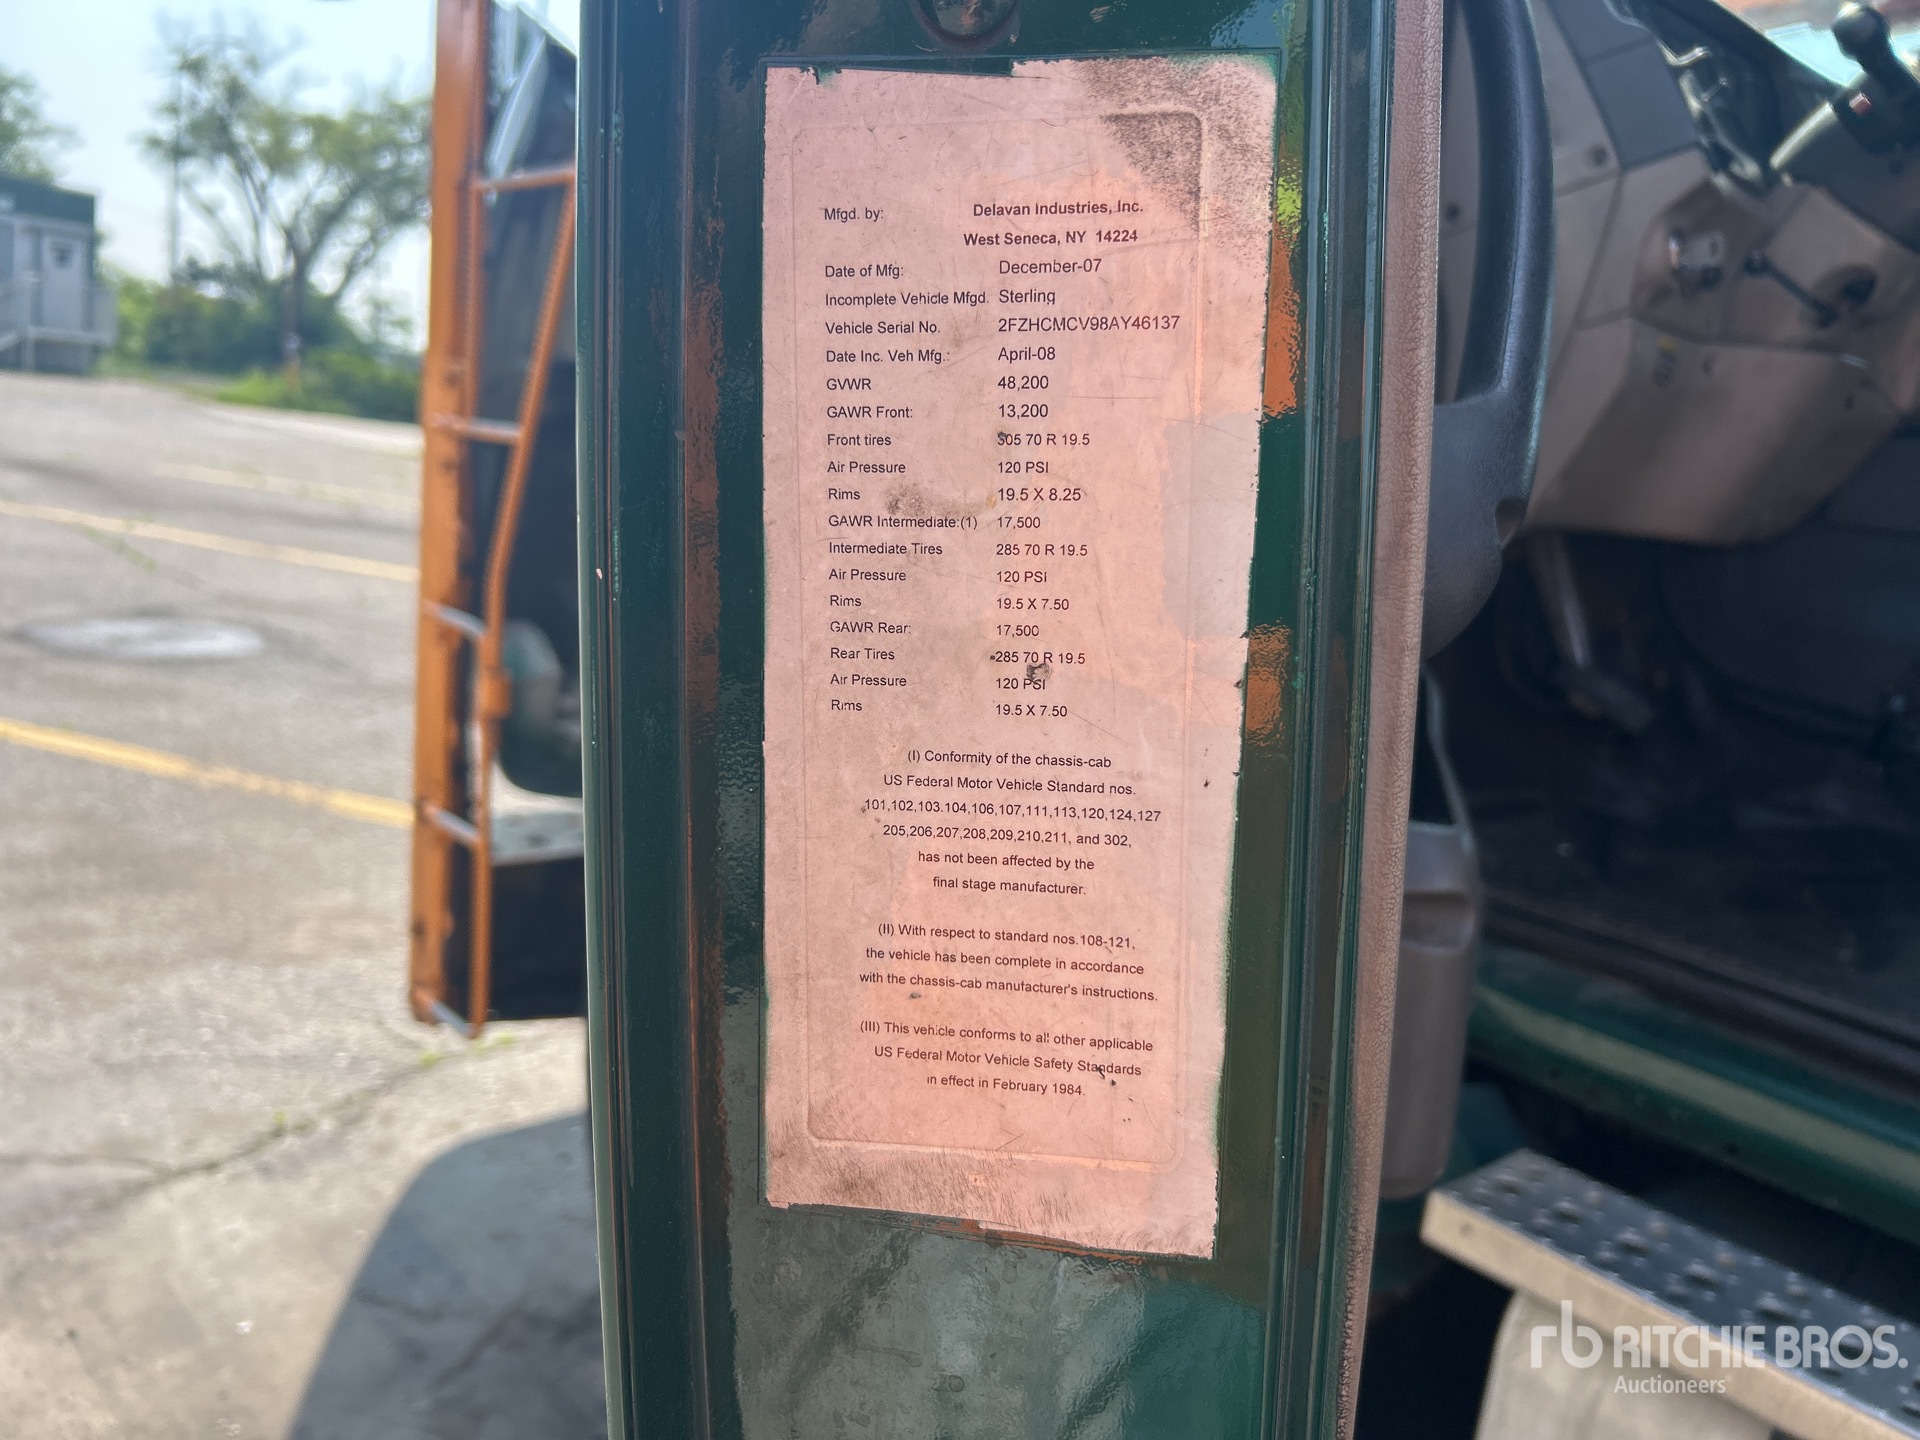 Mfgd. by: Delavan Industries, Inc.
West Seneca, NY 14224
Date of Mfg: December-07
Incomplete Vehicle Mfgd. Sterling
Vehicle Serial No. 2FZHCMCV98AY46137
Date Inc. Veh Mfg.: April-08
GVWR 48,200
GAWR Front: 13,200
Front tires 305 70 R 19.5
Air Pressure 120 PSI
Rims 19.5 X 8.25
GAWR Intermediate:(1) 17,500
Intermediate Tires 285 70 R 19.5
Air Pressure 120 PSI
Rims 19.5 X 7.50
GAWR Rear: 17,500
Rear Tires 285 70 R 19.5
Air Pressure 120 PSI
Rims 19.5 X 7.50
(I) Conformity of the chassis-cab
US Federal Motor Vehicle Standard nos.
101,102,103.104,106,107,111,113,120,124,127
205,206,207,208,209,210,211, and 302,
has not been affected by the
final stage manufacturer.
(II) With respect to standard nos.108-121,
the vehicle has been complete in accordance
with the chassis-cab manufacturer's instructions.
(III) This vehicle conforms to all other applicable
US Federal Motor Vehicle Safety Standards
in effect in February 1984.
rb RITCHIE BROS.
Auctioneers